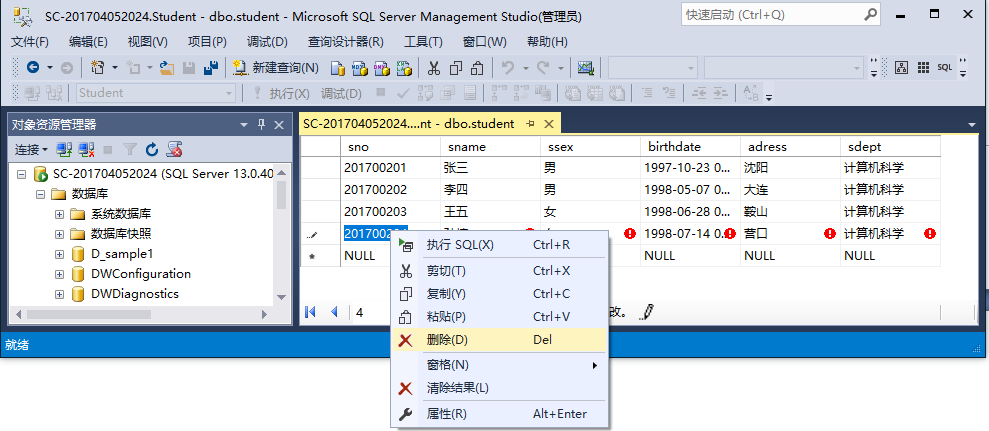 SC-201704052024.Student - dbo.student - Microsoft SQL Server Management Studio(管理员)
快速启动 (Ctrl+Q)
文件(F) 编辑(E) 视图(V) 项目(P) 调试(D) 查询设计器(R) 工具(T) 窗口(W) 帮助(H)
新建查询(N) SQL
Student 执行(X) 调试(D)
对象资源管理器
连接
SC-201704052024 (SQL Server 13.0.40
数据库
系统数据库
数据库快照
D_sample1
DWConfiguration
DWDiagnostics
SC-201704052024....nt - dbo.student
sno sname ssex birthdate adress sdept
201700201 张三 男 1997-10-23 0... 沈阳 计算机科学
201700202 李四 男 1998-05-07 0... 大连 计算机科学
201700203 王五 女 1998-06-28 0... 鞍山 计算机科学
1998-07-14 0... 营口 计算机科学
NULL NULL NULL NULL
执行 SQL(X) Ctrl+R
剪切(T) Ctrl+X
复制(Y) Ctrl+C
粘贴(P) Ctrl+V
删除(D) Del
窗格(N)
清除结果(L)
属性(R) Alt+Enter
4 改。
就绪